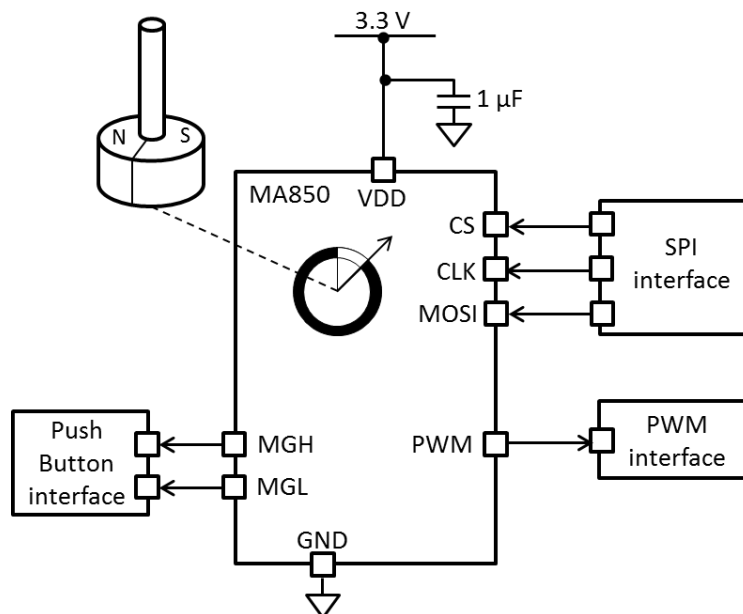 3.3 V
1 µF
N
S
MA850
VDD
CS
CLK
MOSI
SPI
interface
Push
Button
interface
MGH
MGL
PWM
PWM
interface
GND